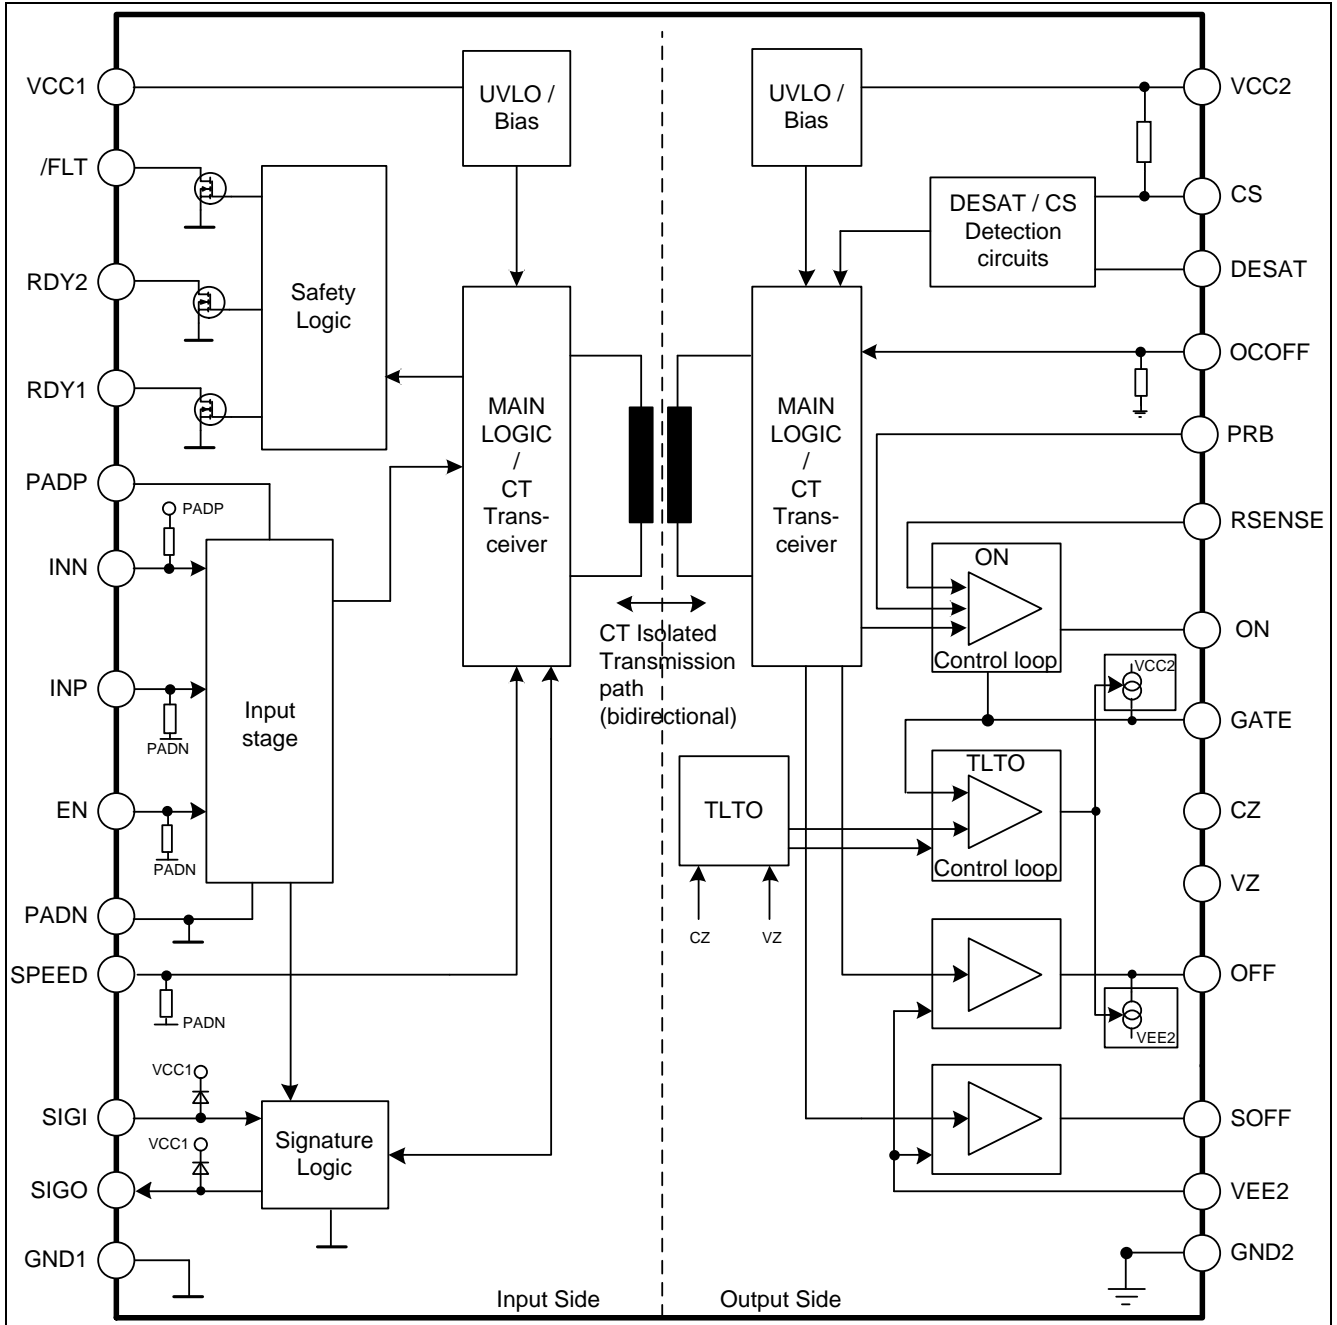 VCC1
/FLT
RDY2
RDY1
PADP
INN
INP
EN
PADN
SPEED
SIGI
SIGO
GND1
UVLO /
Bias
Safety
Logic
MAIN
LOGIC
/
CT
Trans-
ceiver
PADP
PADN
PADN
PADN
Input
stage
VCC1
VCC1
Signature
Logic
Input Side
CT Isolated
Transmission
path
(bidirectional)
Output Side
UVLO /
Bias
DESAT / CS
Detection
circuits
MAIN
LOGIC
/
CT
Trans-
ceiver
ON
Control loop
VCC2
TLTO
CZ
VZ
TLTO
Control loop
VEE2
VCC2
CS
DESAT
OCOFF
PRB
RSENSE
ON
GATE
CZ
VZ
OFF
SOFF
VEE2
GND2